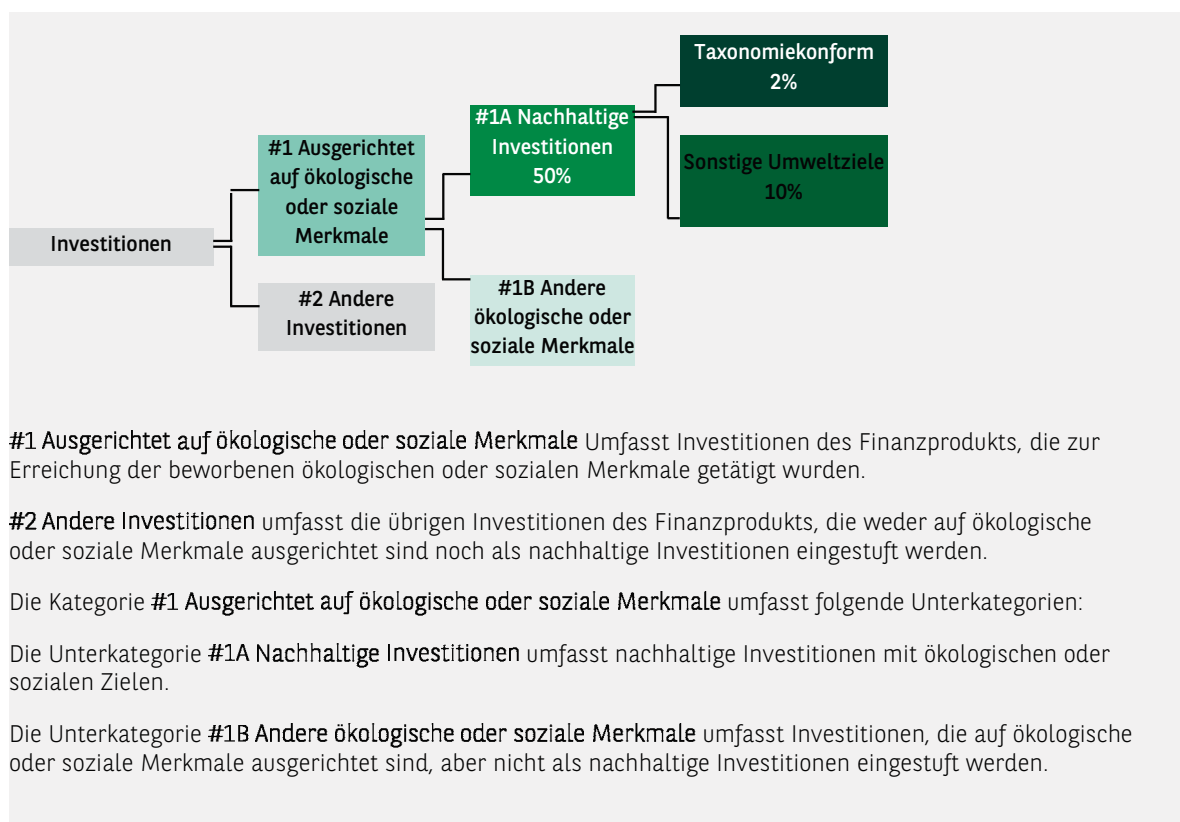 Taxonomiekonform
2%
#1A Nachhaltige
Investitionen
50%
#1 Ausgerichtet
auf ökologische
oder soziale
Merkmale
Sonstige Umweltziele
10%
Investitionen
#2 Andere
Investitionen
#1B Andere
ökologische oder
soziale Merkmale
#1 Ausgerichtet auf ökologische oder soziale Merkmale Umfasst Investitionen des Finanzprodukts, die zur
Erreichung der beworbenen ökologischen oder sozialen Merkmale getätigt wurden.
#2 Andere Investitionen umfasst die übrigen Investitionen des Finanzprodukts, die weder auf ökologische
oder soziale Merkmale ausgerichtet sind noch als nachhaltige Investitionen eingestuft werden.
Die Kategorie #1 Ausgerichtet auf ökologische oder soziale Merkmale umfasst folgende Unterkategorien:
Die Unterkategorie #1A Nachhaltige Investitionen umfasst nachhaltige Investitionen mit ökologischen oder
sozialen Zielen.
Die Unterkategorie #1B Andere ökologische oder soziale Merkmale umfasst Investitionen, die auf ökologische
oder soziale Merkmale ausgerichtet sind, aber nicht als nachhaltige Investitionen eingestuft werden.